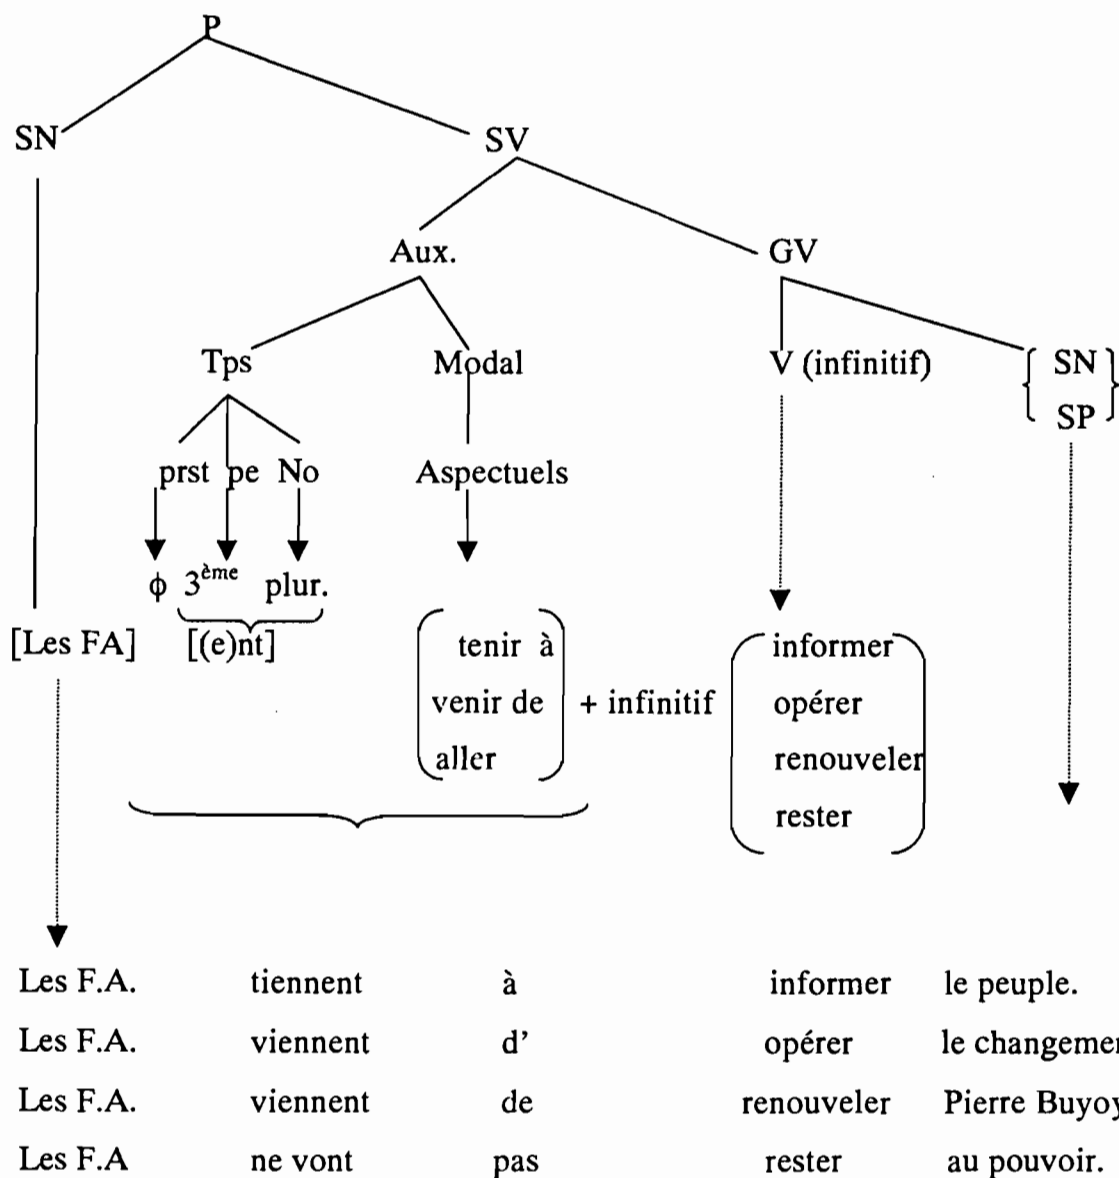 P
SN SV
Aux. GV
Tps Modal V (infinitif) { SN }
{ SP }
prst pe No Aspectuels
ϕ 3ème plur.
[Les FA] [(e)nt] tenir à informer
venir de + infinitif opérer
aller renouveler
rester
Les F.A. tiennent à informer le peuple.
Les F.A. viennent d’ opérer le
Les F.A. viennent de renouveler Pierre
Les F.A ne vont pas rester au pouvoir.